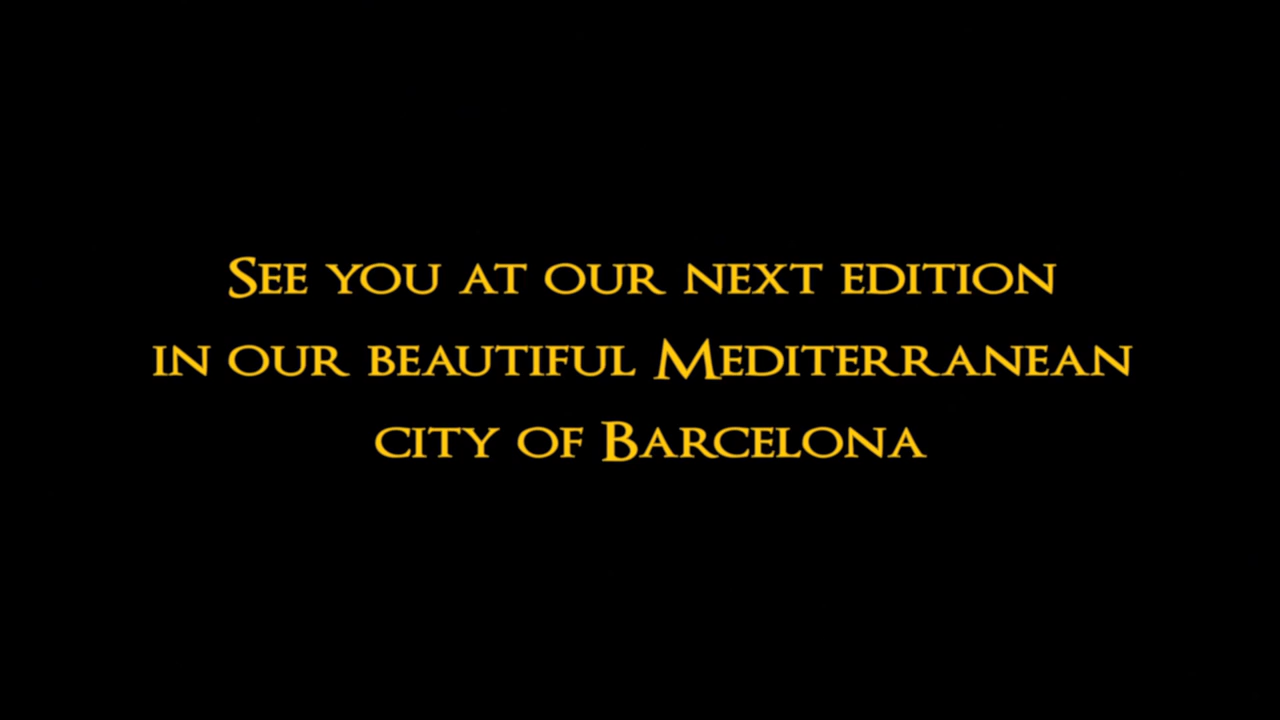 See you at our next edition
in our beautiful Mediterranean
city of Barcelona